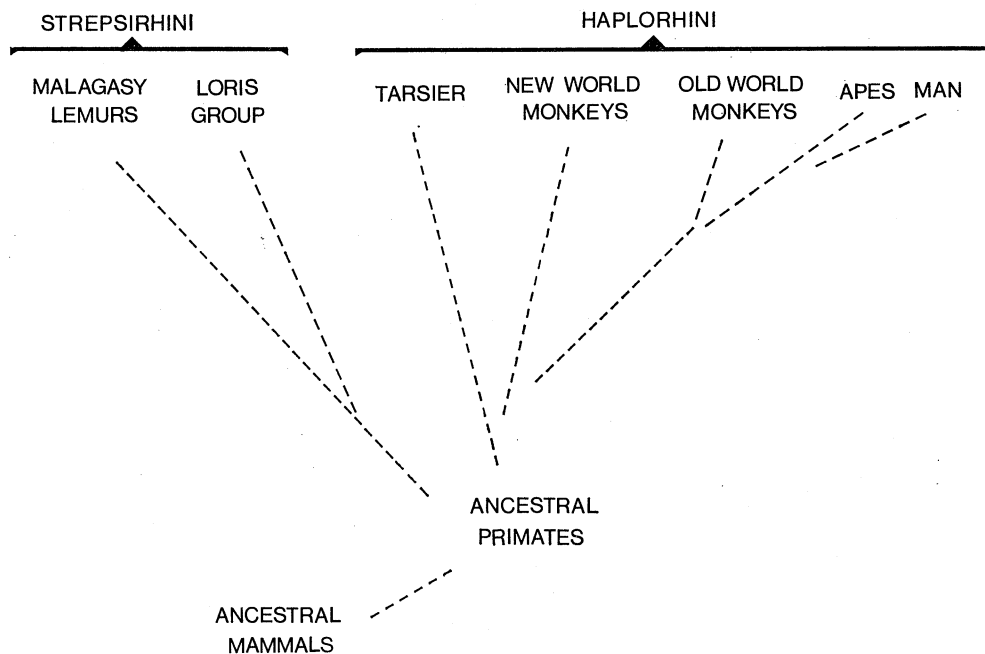 STREPSIRHINI
HAPLORHINI
MALAGASY
LEMURS
LORIS
GROUP
TARSIER
NEW WORLD
MONKEYS
OLD WORLD
MONKEYS
APES
MAN
ANCESTRAL
PRIMATES
ANCESTRAL
MAMMALS